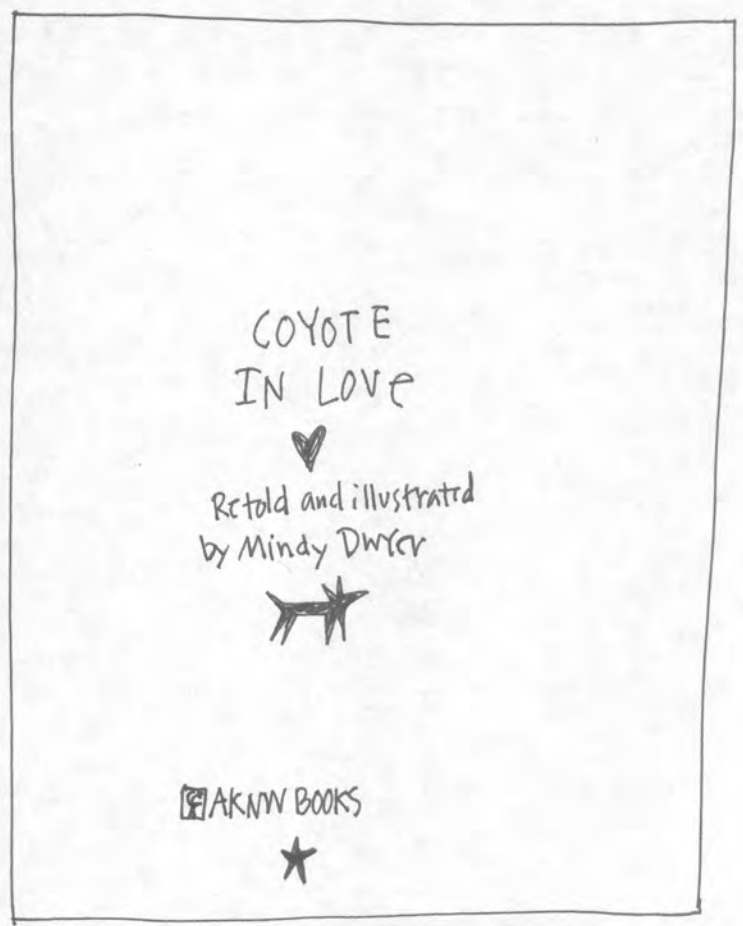 COYOTE
IN LOVE
Retold and illustrated
by Mindy Dwyer
AKNW BOOKS